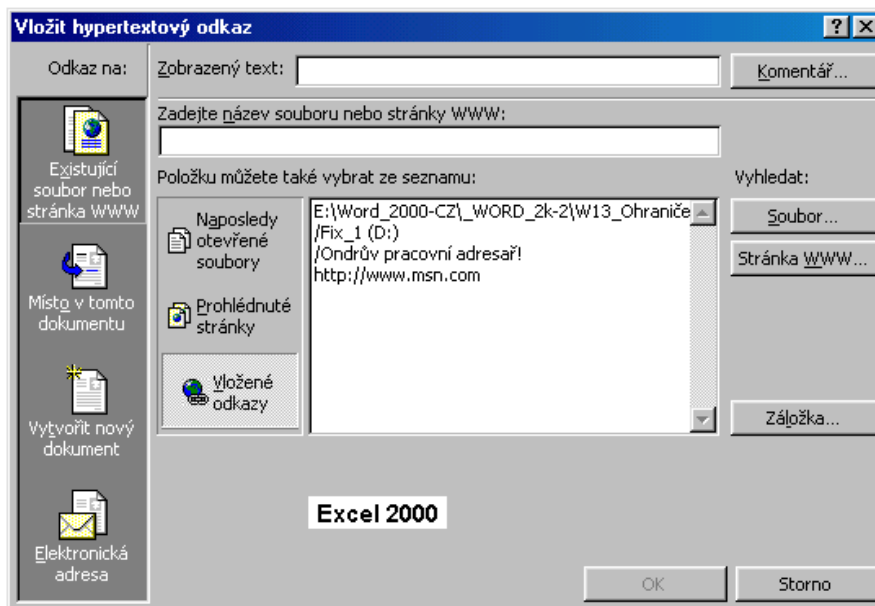 Vložit hypertextový odkaz
Odkaz na:
Zobrazený text:
Komentář...
Zadejte název souboru nebo stránky WWW:
Existující
soubor nebo
stránka WWW
Položku můžete také vybrat ze seznamu:
Vyhledat:
Naposledy
otevřené
soubory
E:\Word_2000-CZ\_WORD_2k-2\W13_Ohraniče
/Fix_1 (D:)
/Ondrův pracovní adresař!
http://www.msn.com
Soubor...
Stránka WWW...
Místo v tomto
dokumentu
Prohlédnuté
stránky
Vložené
odkazy
Záložka...
Vytvořit nový
dokument
Excel 2000
Elektronická
adresa
OK
Storno